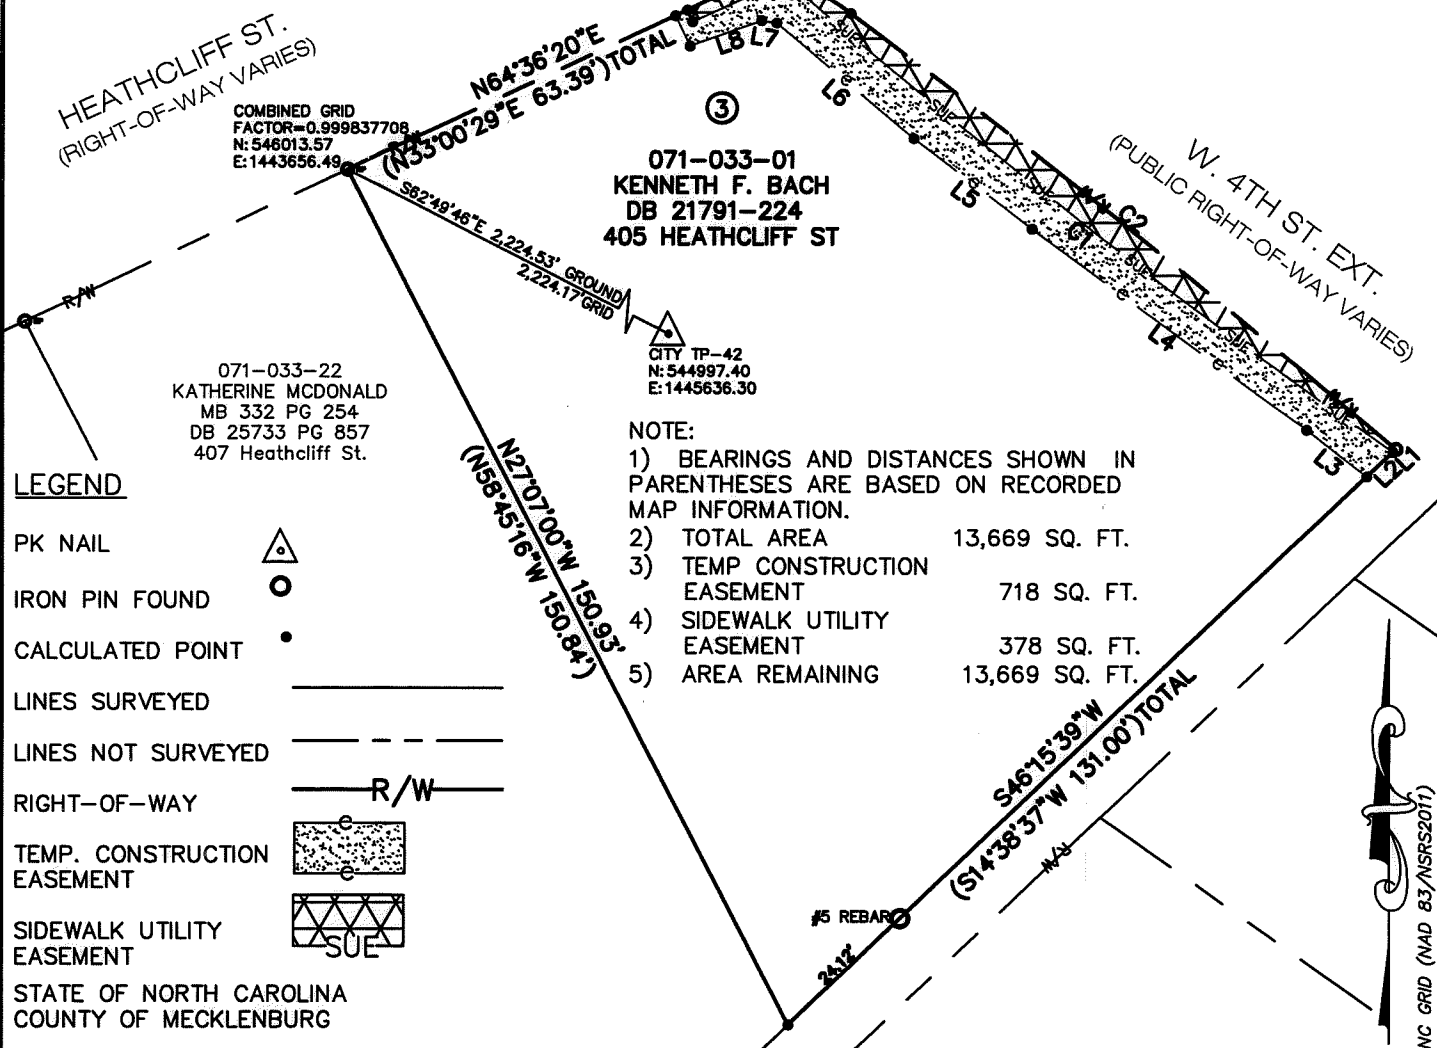 HEATHCLIFF ST.
(RIGHT-OF-WAY VARIES)
COMBINED GRID
FACTOR=0.999837708
N: 546013.57
E: 1443656.49
N64°36'20"E
(N33°00'29"E 63.39')TOTAL
R/W
L8 L7
L6
L5
L4
L3
L2
L1
SUE
SUE
SUE
SUE
SUE
SUE
C1
C2
R/W
R/W
W. 4TH ST. EXT.
(PUBLIC RIGHT-OF-WAY VARIES)
3
071-033-01
KENNETH F. BACH
DB 21791-224
405 HEATHCLIFF ST
S62°49'46"E 2,224.53' GROUND
2,224.17'GRID
CITY TP-42
N: 544997.40
E: 1445636.30
R/W
071-033-22
KATHERINE MCDONALD
MB 332 PG 254
DB 25733 PG 857
407 Heathcliff St.
N27°07'00"W 150.93'
(N58°45'16"W 150.84')
NOTE:
1) BEARINGS AND DISTANCES SHOWN IN
PARENTHESES ARE BASED ON RECORDED
MAP INFORMATION.
2) TOTAL AREA 13,669 SQ. FT.
3) TEMP CONSTRUCTION
EASEMENT 718 SQ. FT.
4) SIDEWALK UTILITY
EASEMENT 378 SQ. FT.
5) AREA REMAINING 13,669 SQ. FT.
S46°15'39"W
(S14°38'37"W 131.00')TOTAL
R/W
#5 REBAR
24.12'
LEGEND
PK NAIL
IRON PIN FOUND
CALCULATED POINT
LINES SURVEYED
LINES NOT SURVEYED
RIGHT-OF-WAY R/W
TEMP. CONSTRUCTION
EASEMENT
e
e
SIDEWALK UTILITY
EASEMENT
SUE
STATE OF NORTH CAROLINA
COUNTY OF MECKLENBURG
NC GRID (NAD 83/NSRS2011)